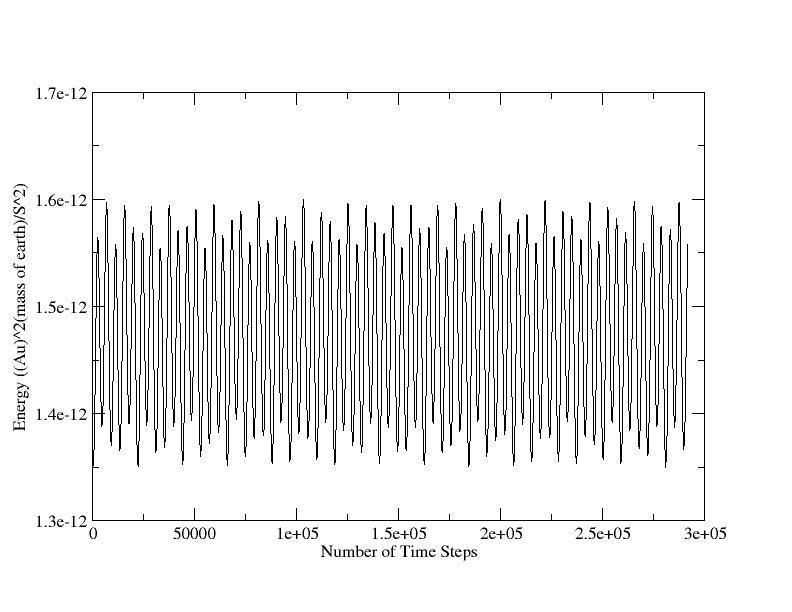 1.7e-12
1.6e-12
1.5e-12
1.4e-12
1.3e-12
Energy ((Au)^2(mass of earth)/S^2)
0 50000 1e+05 1.5e+05 2e+05 2.5e+05 3e+05
Number of Time Steps